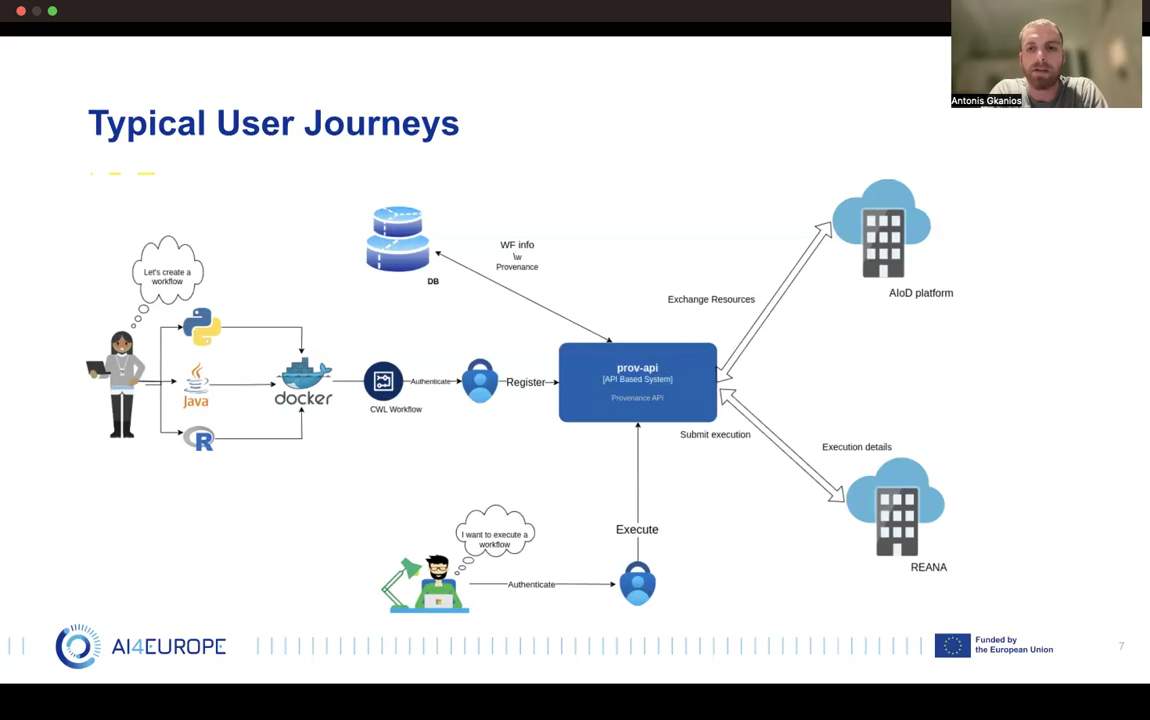 Antonis Gkanios
Typical User Journeys
Let's create a
workflow
DB
WF info
\w
Provenance
Exchange Resources
AIoD platform
Java
docker
CWL Workflow
Authenticate
Register
prov-api
[API Based System]
Provenance API
R
Submit execution
Execution details
REANA
I want to execute a
workflow
Execute
Authenticate
AI4EUROPE
Funded by
the European Union
7